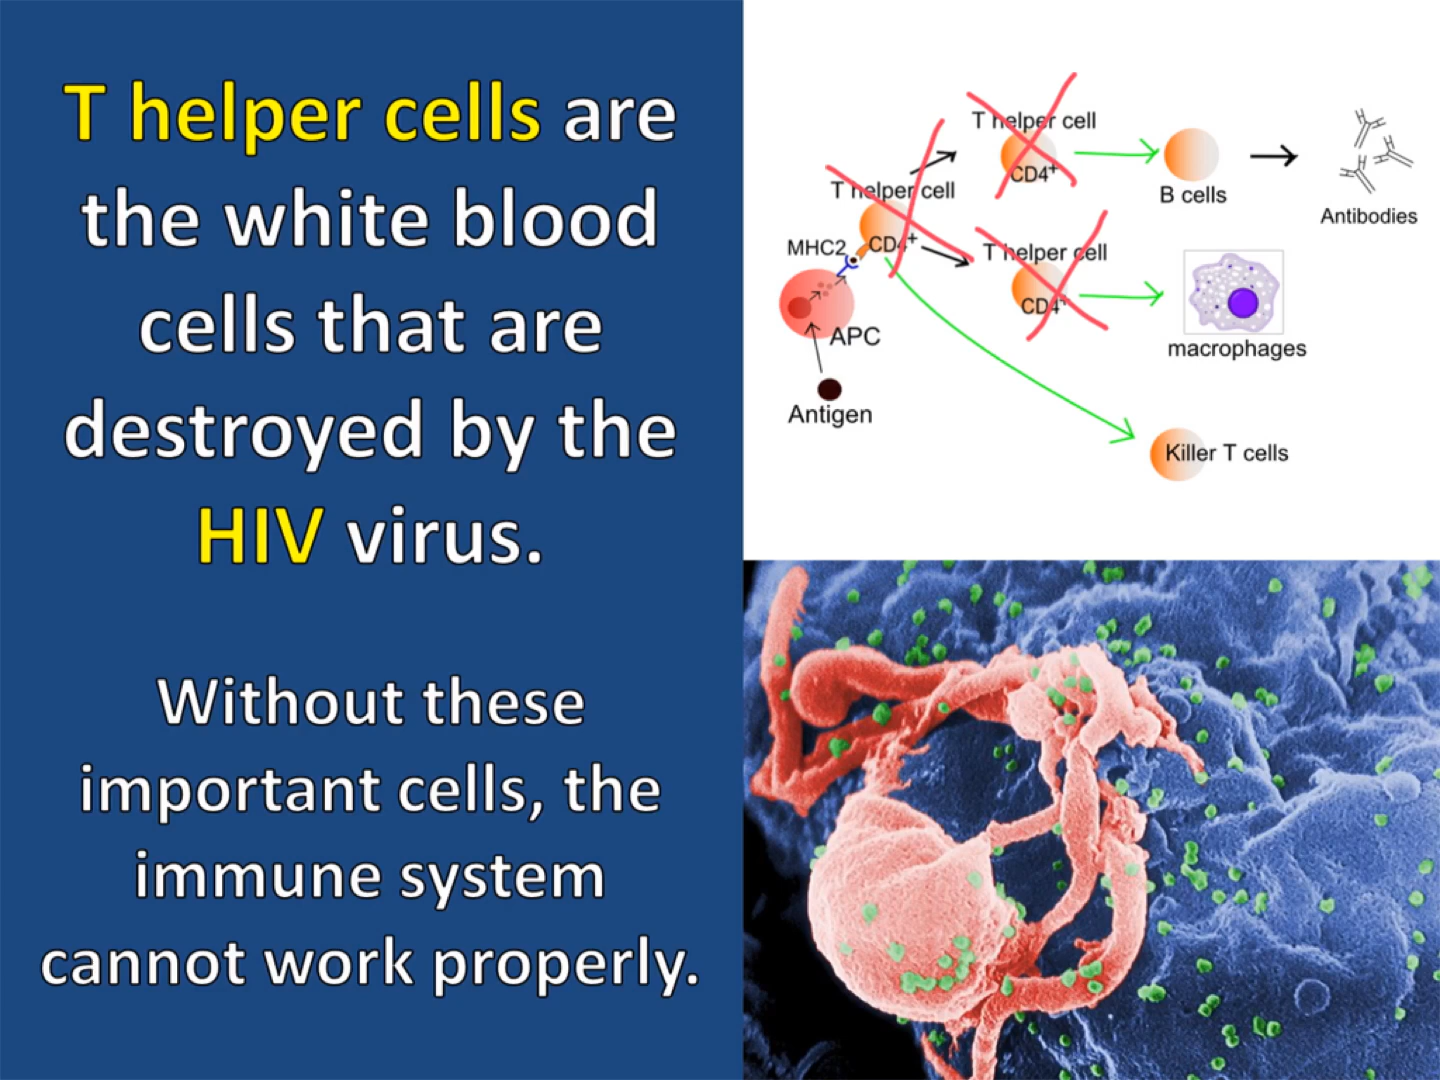 T helper cells are
the white blood
cells that are
destroyed by the
HIV virus.
Without these
important cells, the
immune system
cannot work properly.
T helper cell
CD4+
B cells
Antibodies
T helper cell
MHC2
CD4+
T helper cell
CD4+
macrophages
APC
Antigen
Killer T cells